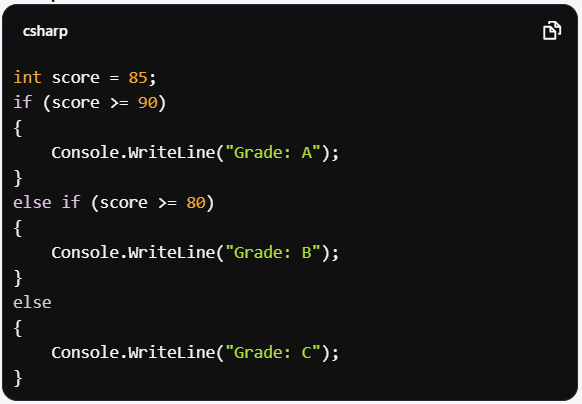 csharp
int score = 85;
if (score >= 90)
{
    Console.WriteLine("Grade: A");
}
else if (score >= 80)
{
    Console.WriteLine("Grade: B");
}
else
{
    Console.WriteLine("Grade: C");
}